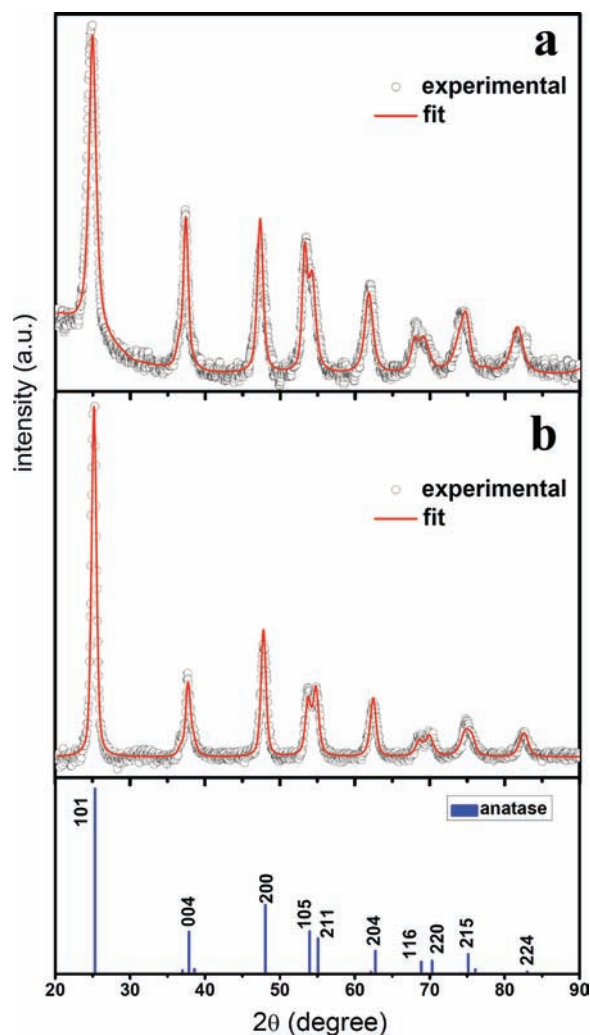 a
experimental
fit
intensity (a.u.)
b
experimental
fit
anatase
101
004
200
105
211
204
116
220
215
224
20 30 40 50 60 70 80 90
2θ (degree)